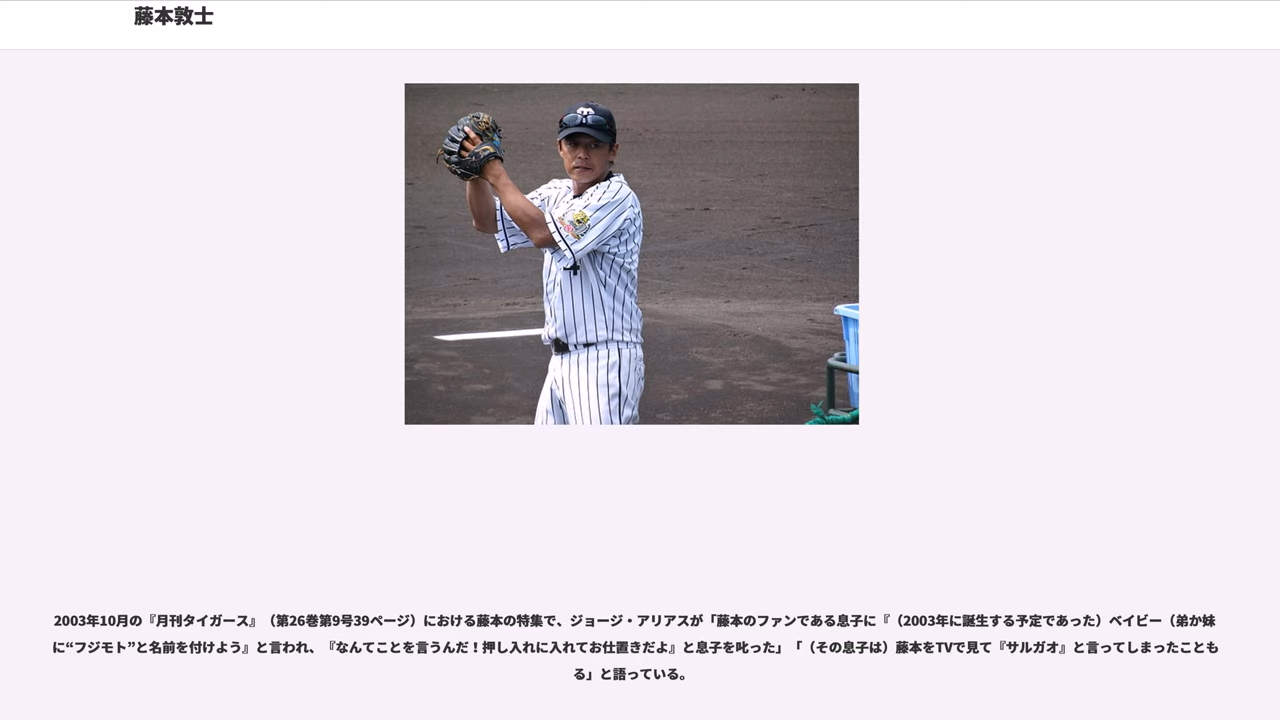 藤本敦士
2003年10月の『月刊タイガース』（第26巻第9号39ページ）における藤本の特集で、ジョージ・アリアスが「藤本のファンである息子に『（2003年に誕生する予定であった）ベイビー（弟か妹
に“フジモト”と名前を付けよう』と言われ、『なんてことを言うんだ！押し入れに入れてお仕置きだよ』と息子を叱った」「（その息子は）藤本をTVで見て『サルガオ』と言ってしまったことも
る」と語っている。